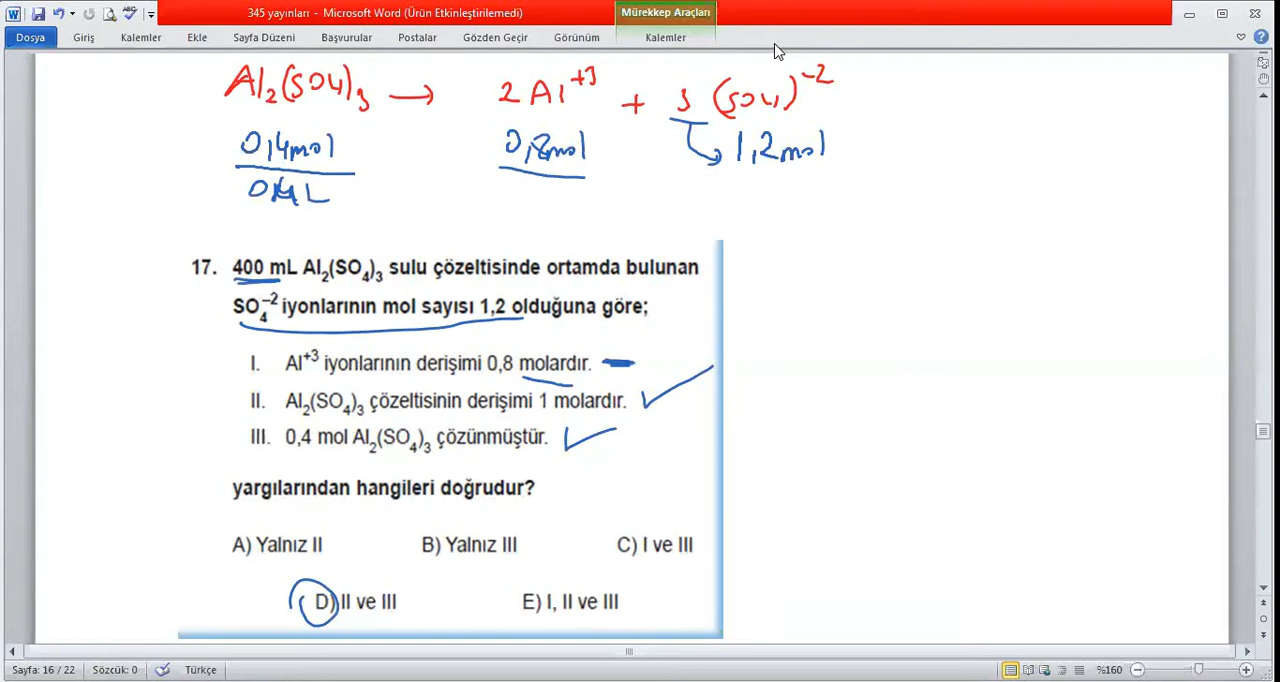 345 yayınları - Microsoft Word (Ürün Etkinleştirilemedi)
Mürekkep Araçları
Dosya Giriş Kalemler Ekle Sayfa Düzeni Başvurular Postalar Gözden Geçir Görünüm Kalemler
Al₂(SO4)₃ → 2Al⁺³ + 3 (SO4)⁻²
0,4mol 0,8mol 1,2mol
0,4 L
17. 400 mL Al₂(SO₄)₃ sulu çözeltisinde ortamda bulunan
SO₄⁻² iyonlarının mol sayısı 1,2 olduğuna göre;
I. Al⁺³ iyonlarının derişimi 0,8 molardır.
II. Al₂(SO₄)₃ çözeltisinin derişimi 1 molardır.
III. 0,4 mol Al₂(SO₄)₃ çözünmüştür.
yargılarından hangileri doğrudur?
A) Yalnız II B) Yalnız III C) I ve III
D) II ve III E) I, II ve III
Sayfa: 16 / 22 Sözcük: 0 Türkçe %160